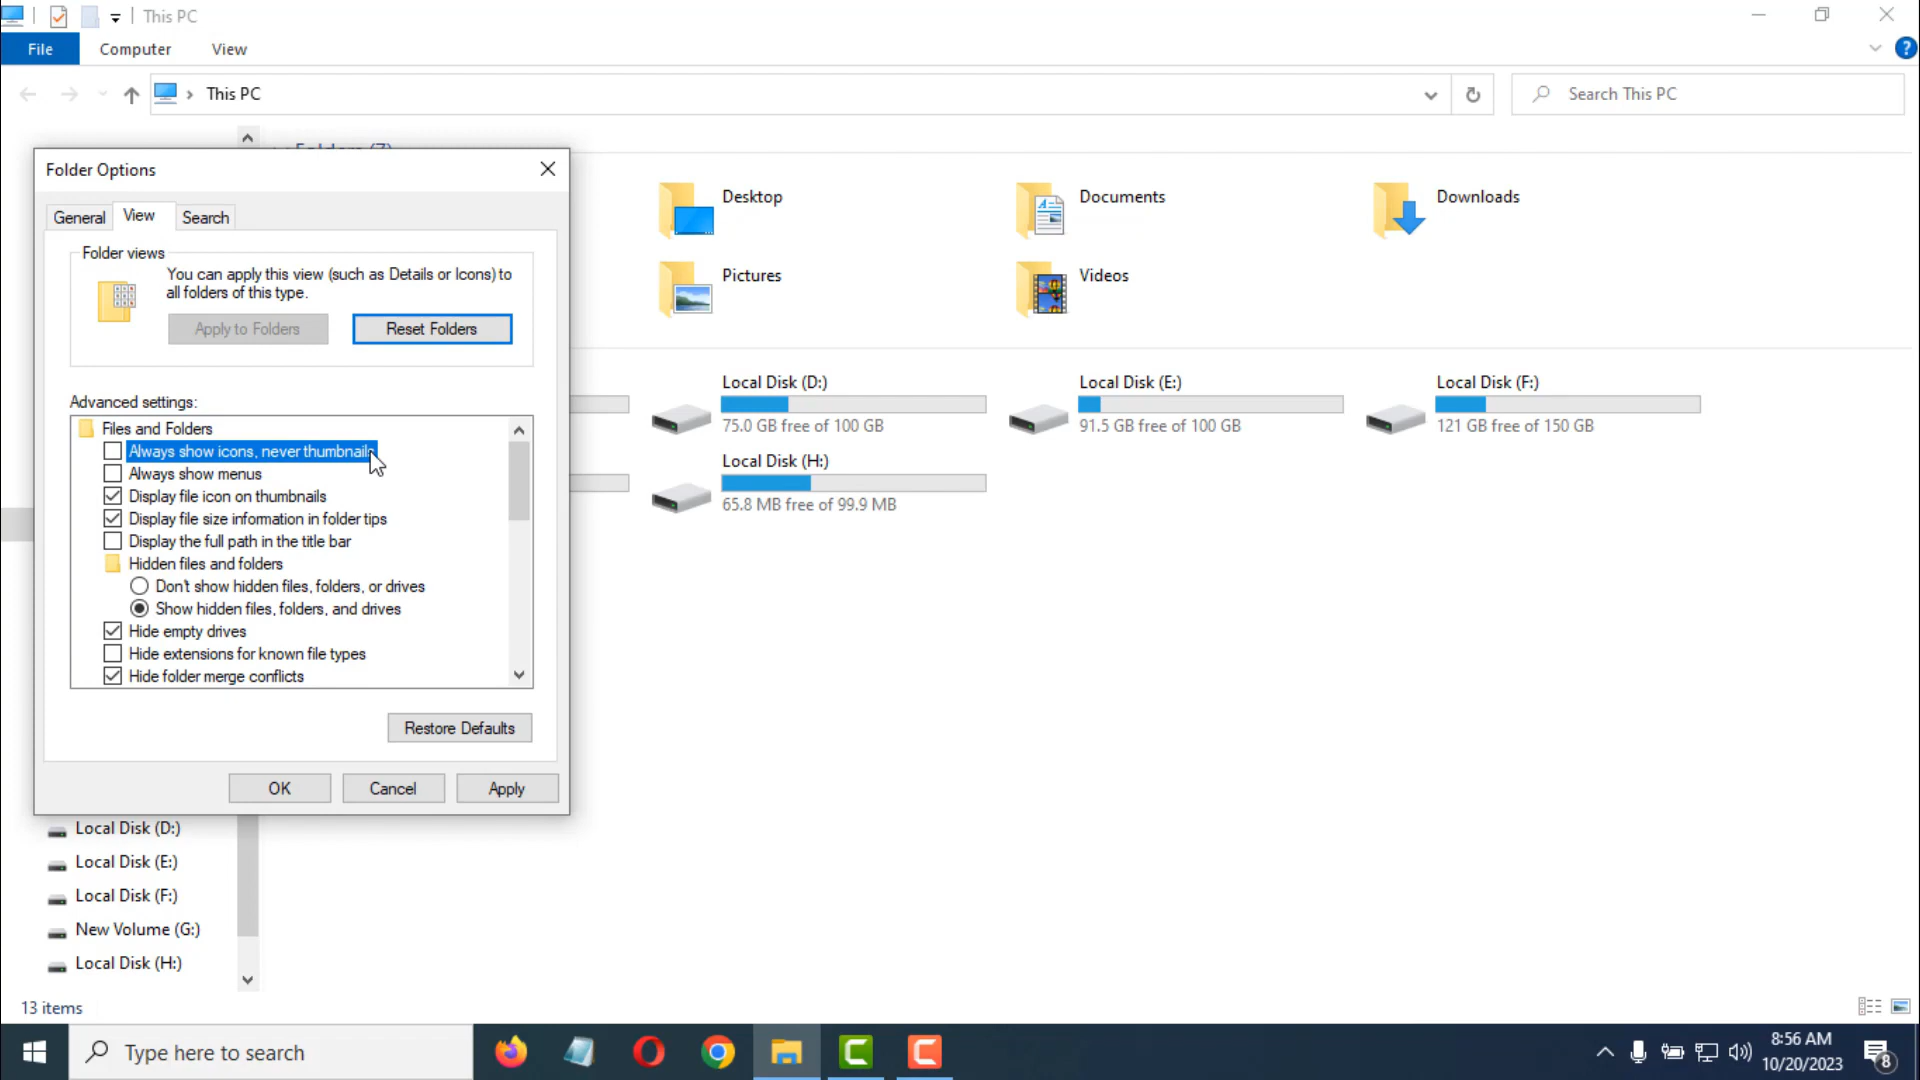 This PC
File
Computer
View
This PC
Search This PC
Folders (7)
Folder Options
General
View
Search
Folder views
You can apply this view (such as Details or Icons) to
all folders of this type.
Apply to Folders
Reset Folders
Advanced settings:
Files and Folders
Always show icons, never thumbnails
Always show menus
Display file icon on thumbnails
Display file size information in folder tips
Display the full path in the title bar
Hidden files and folders
Don't show hidden files, folders, or drives
Show hidden files, folders, and drives
Hide empty drives
Hide extensions for known file types
Hide folder merge conflicts
Restore Defaults
OK
Cancel
Apply
Desktop
Documents
Downloads
Pictures
Videos
Local Disk (D:)
75.0 GB free of 100 GB
Local Disk (E:)
91.5 GB free of 100 GB
Local Disk (F:)
121 GB free of 150 GB
Local Disk (H:)
65.8 MB free of 99.9 MB
Local Disk (D:)
Local Disk (E:)
Local Disk (F:)
New Volume (G:)
Local Disk (H:)
13 items
Type here to search
8:56 AM
10/20/2023
8